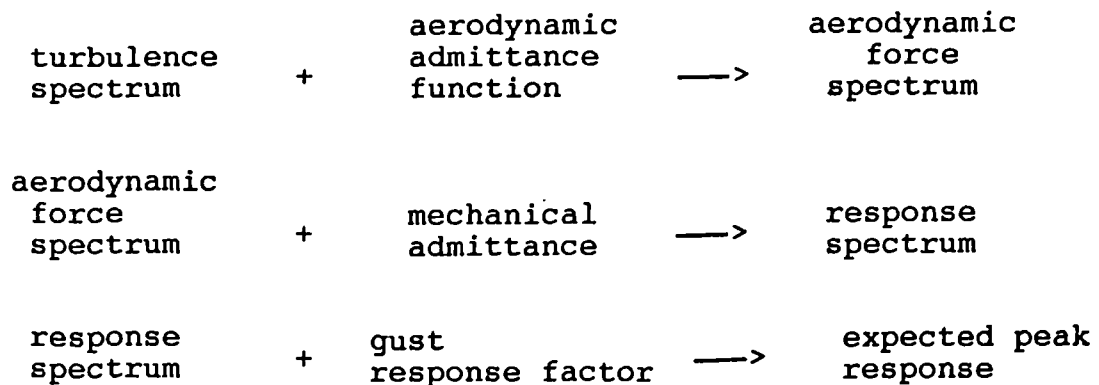 turbulence spectrum + aerodynamic admittance function ——> aerodynamic force spectrum
aerodynamic force spectrum + mechanical admittance ——> response spectrum
response spectrum + gust response factor ——> expected peak response